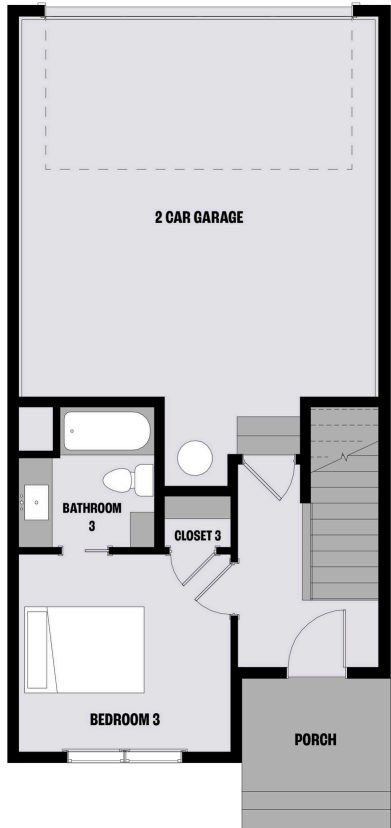 2 CAR GARAGE
BATHROOM
3
CLOSET 3
BEDROOM 3
PORCH